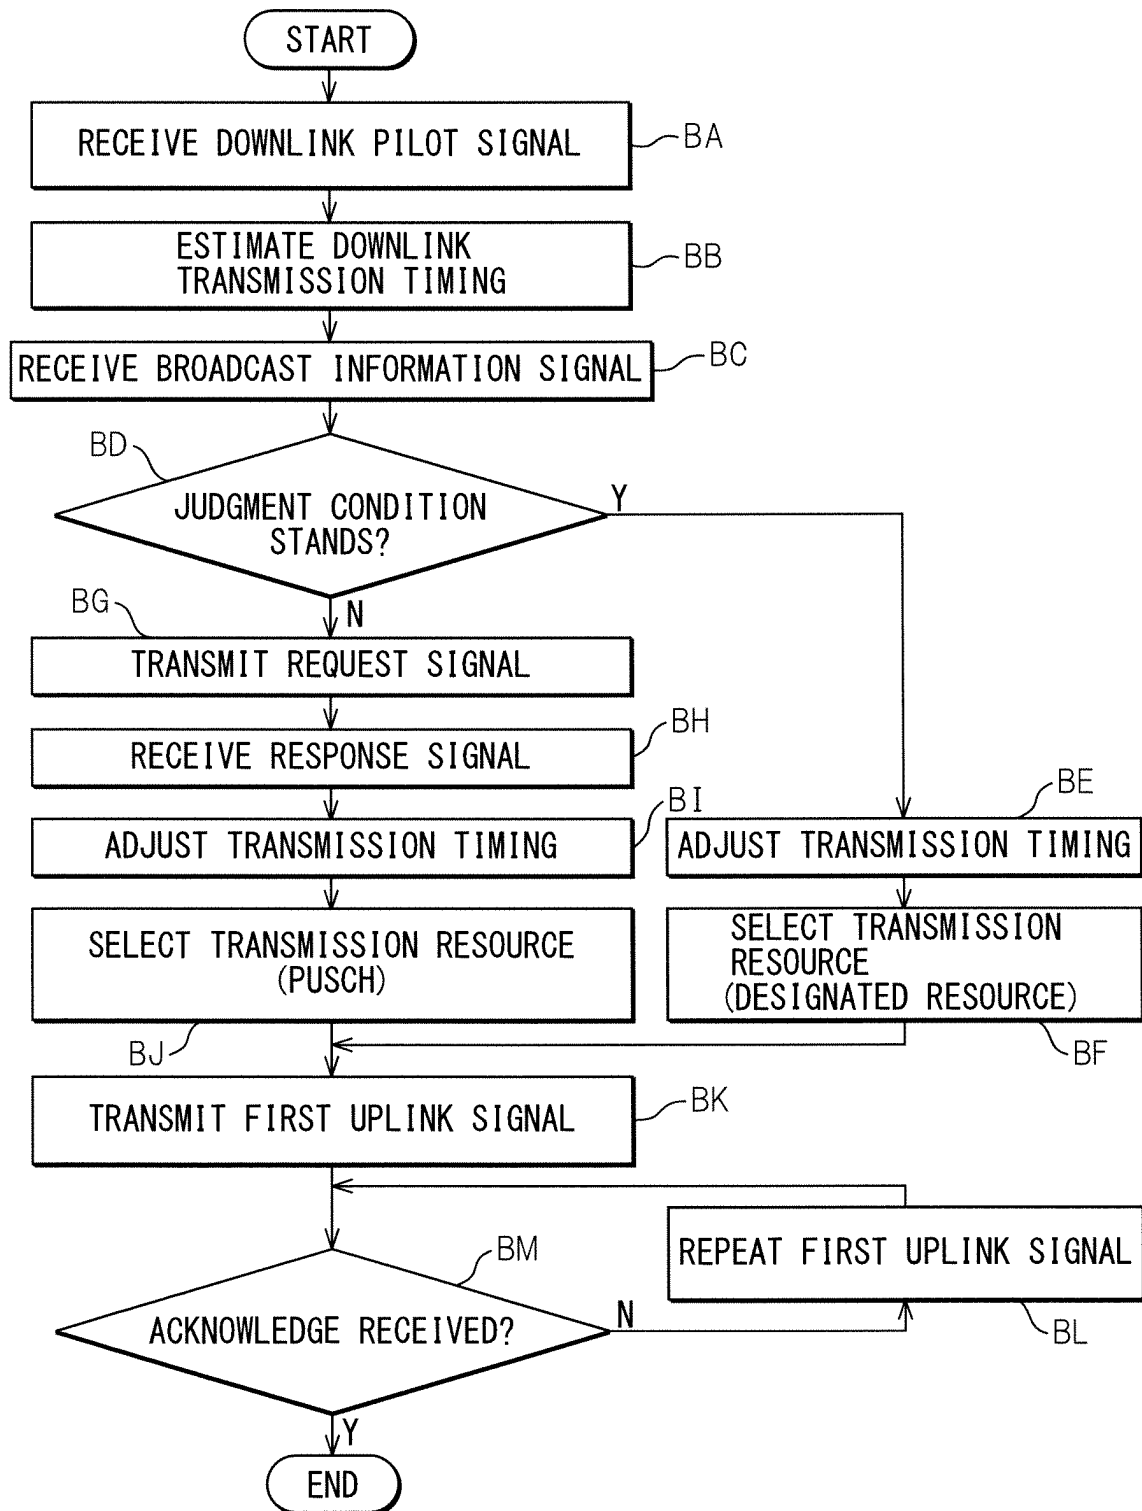 START
RECEIVE DOWNLINK PILOT SIGNAL
BA
ESTIMATE DOWNLINK
TRANSMISSION TIMING
BB
RECEIVE BROADCAST INFORMATION SIGNAL
BC
BD
JUDGMENT CONDITION
STANDS?
Y
N
BG
TRANSMIT REQUEST SIGNAL
RECEIVE RESPONSE SIGNAL
BH
ADJUST TRANSMISSION TIMING
BI
ADJUST TRANSMISSION TIMING
BE
SELECT TRANSMISSION RESOURCE
(PUSCH)
BJ
SELECT TRANSMISSION
RESOURCE
(DESIGNATED RESOURCE)
BF
TRANSMIT FIRST UPLINK SIGNAL
BK
REPEAT FIRST UPLINK SIGNAL
BL
BM
ACKNOWLEDGE RECEIVED?
N
Y
END